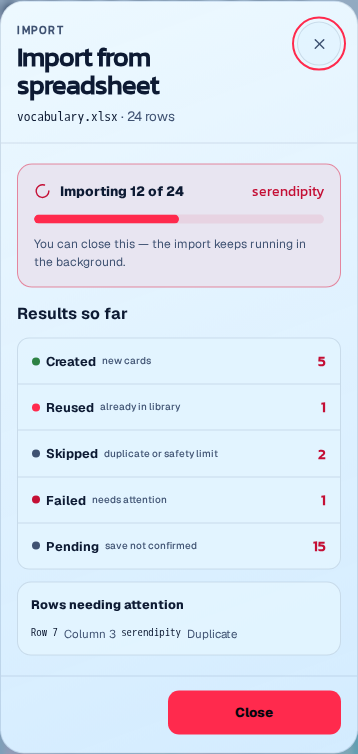 IMPORT
Import from
spreadsheet
vocabulary.xlsx · 24 rows
Importing 12 of 24 serendipity
You can close this — the import keeps running in
the background.
Results so far
Created new cards 5
Reused already in library 1
Skipped duplicate or safety limit 2
Failed needs attention 1
Pending save not confirmed 15
Rows needing attention
Row 7 Column 3 serendipity Duplicate
Close